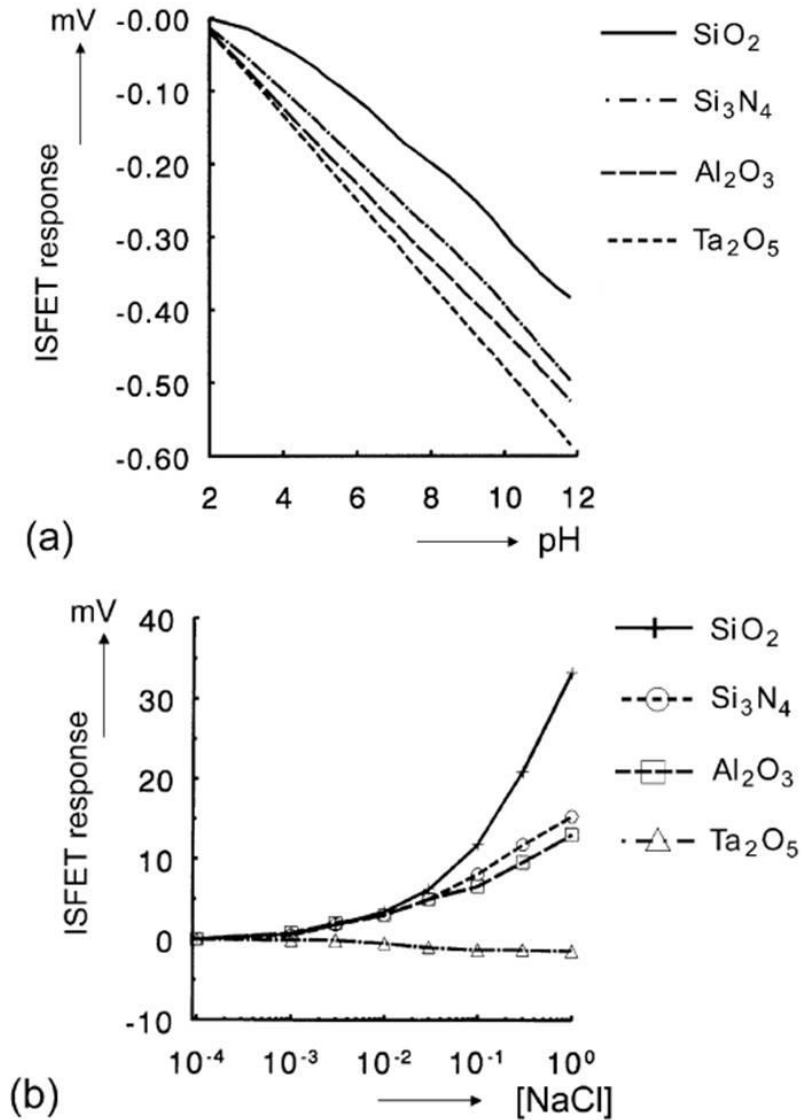 mV
-0.00
-0.10
-0.20
-0.30
-0.40
-0.50
-0.60
ISFET response
2 4 6 8 10 12
pH
SiO₂
Si₃N₄
Al₂O₃
Ta₂O₅
(a)
mV
40
30
20
10
0
-10
ISFET response
10⁻⁴ 10⁻³ 10⁻² 10⁻¹ 10⁰
[NaCl]
SiO₂
Si₃N₄
Al₂O₃
Ta₂O₅
(b)